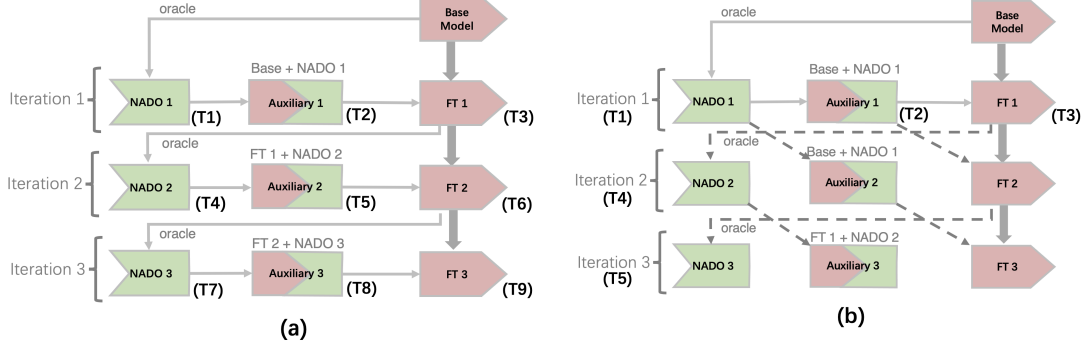 oracle
Base
Model
Base + NADO 1
Iteration 1
NADO 1
(T1)
Auxiliary 1
(T2)
FT 1
(T3)
oracle
FT 1 + NADO 2
Iteration 2
NADO 2
(T4)
Auxiliary 2
(T5)
FT 2
(T6)
oracle
FT 2 + NADO 3
Iteration 3
NADO 3
(T7)
Auxiliary 3
(T8)
FT 3
(T9)
(a)
oracle
Base
Model
Base + NADO 1
Iteration 1
(T1)
NADO 1
Auxiliary 1
(T2)
FT 1
(T3)
oracle
Base + NADO 1
Iteration 2
(T4)
NADO 2
Auxiliary 2
FT 2
oracle
FT 1 + NADO 2
Iteration 3
(T5)
NADO 3
Auxiliary 3
FT 3
(b)